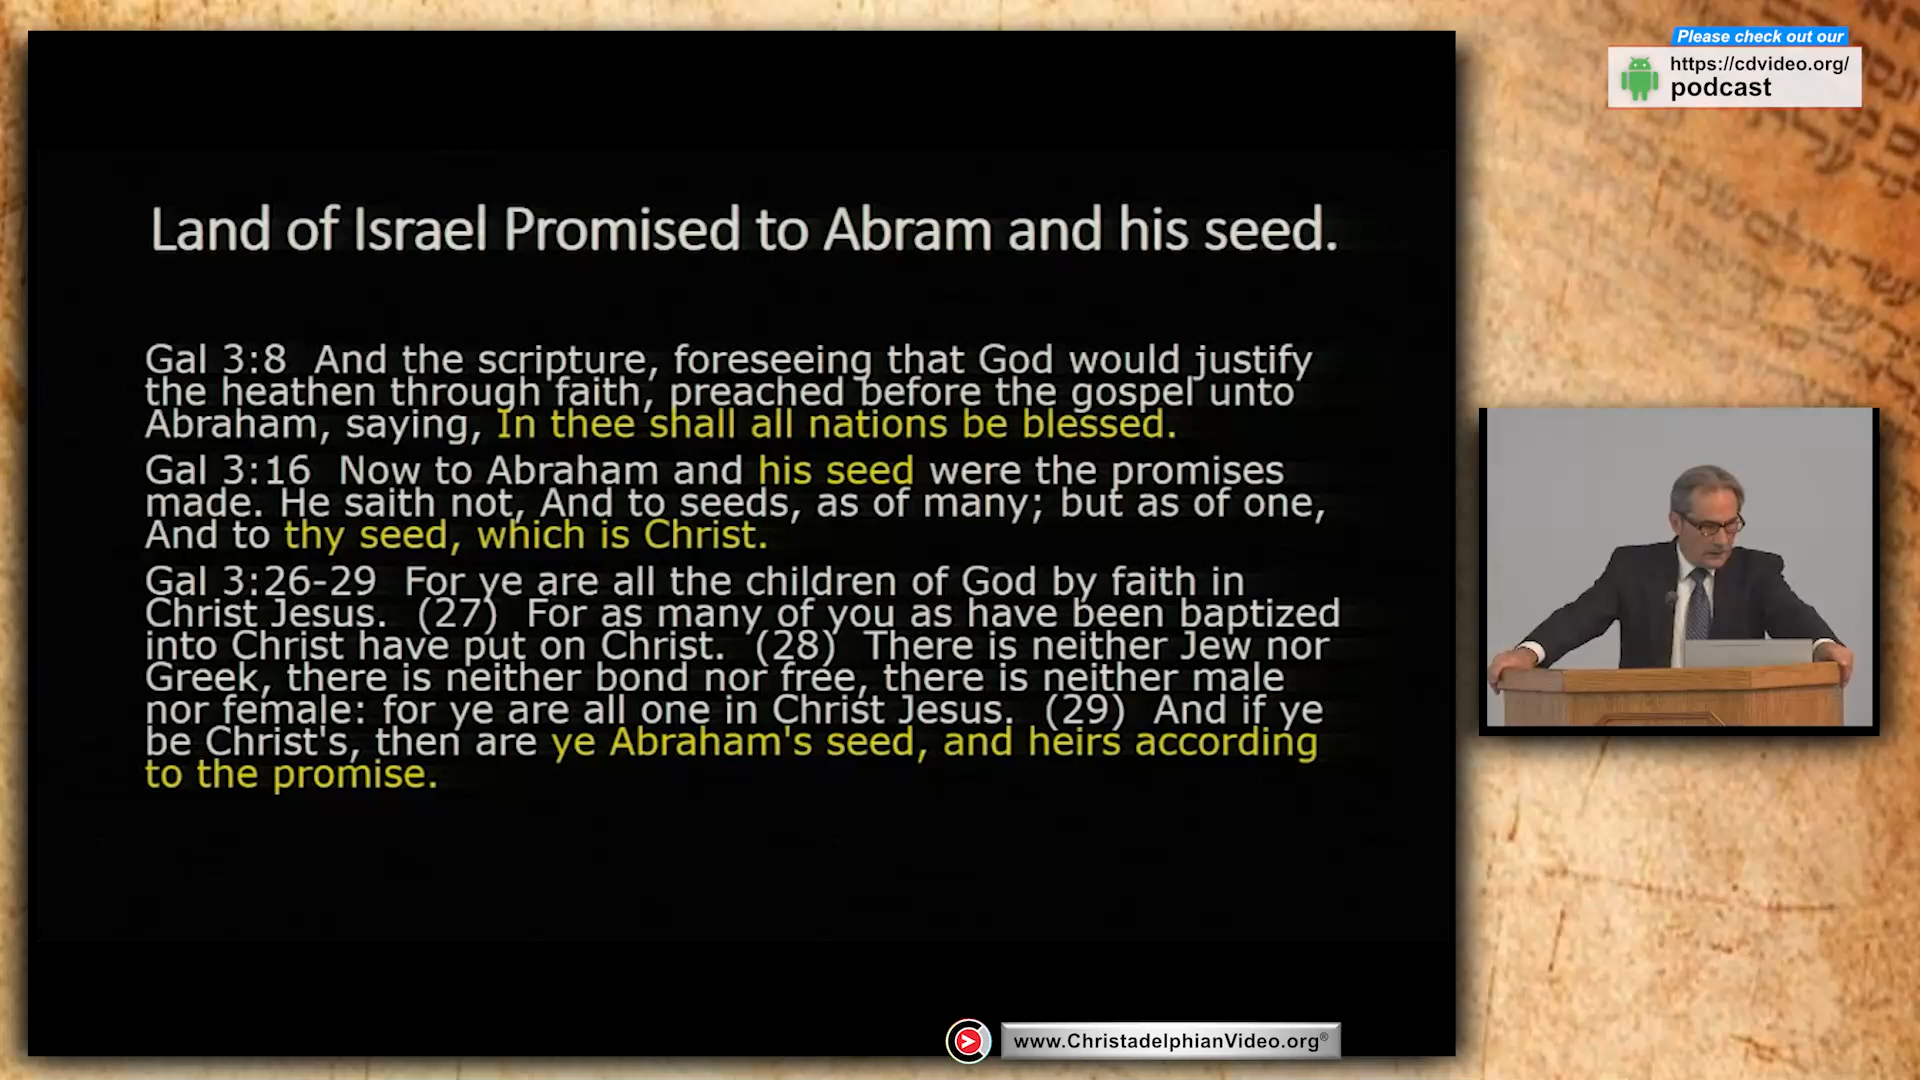 Please check out our
https://cdvideo.org/
podcast
Land of Israel Promised to Abram and his seed.
Gal 3:8  And the scripture, foreseeing that God would justify
the heathen through faith, preached before the gospel unto
Abraham, saying, In thee shall all nations be blessed.
Gal 3:16  Now to Abraham and his seed were the promises
made. He saith not, And to seeds, as of many; but as of one,
And to thy seed, which is Christ.
Gal 3:26-29  For ye are all the children of God by faith in
Christ Jesus.  (27)  For as many of you as have been baptized
into Christ have put on Christ.  (28)  There is neither Jew nor
Greek, there is neither bond nor free, there is neither male
nor female: for ye are all one in Christ Jesus.  (29)  And if ye
be Christ's, then are ye Abraham's seed, and heirs according
to the promise.
www.ChristadelphianVideo.org®